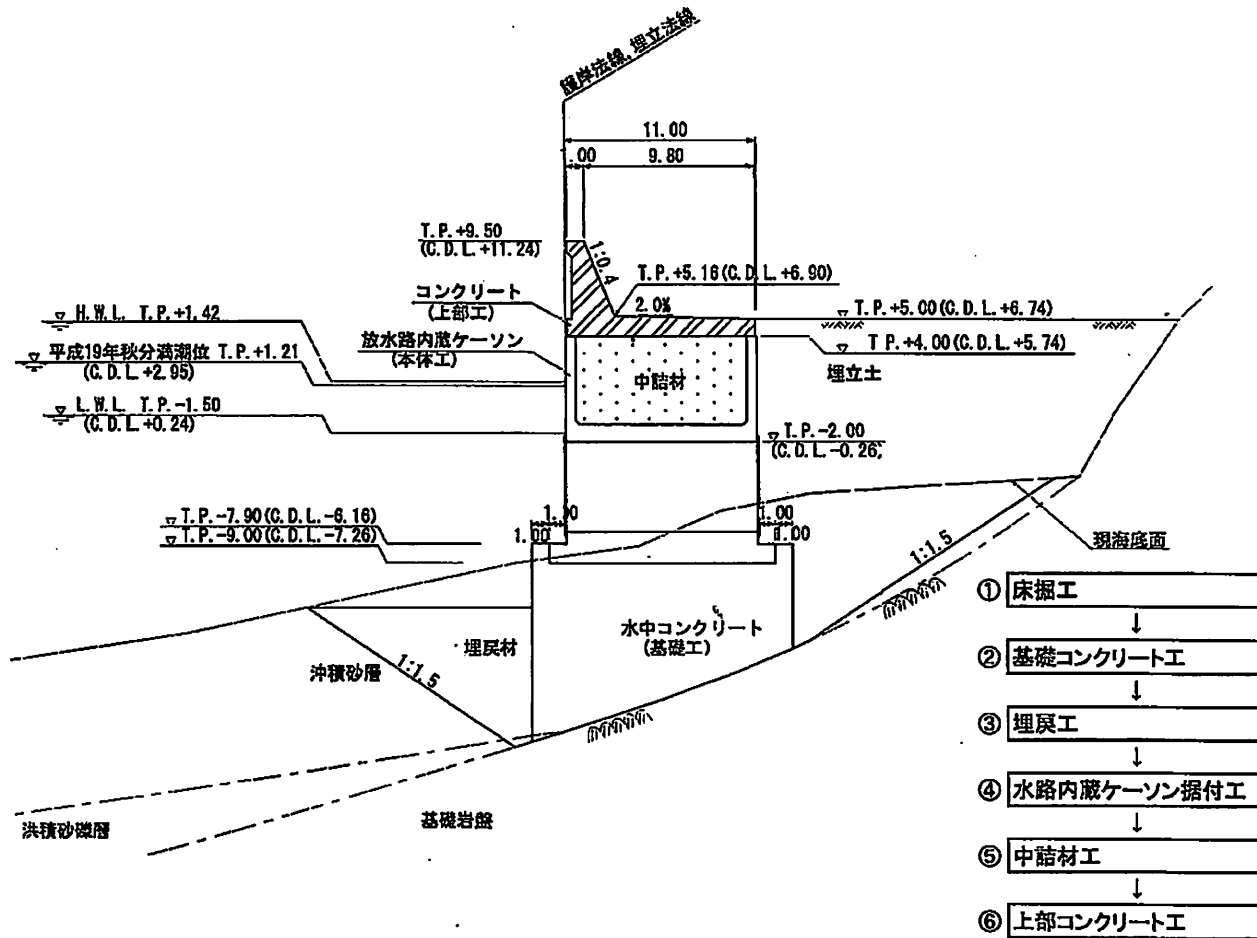 護岸法線, 埋立法線
11.00
.00
9.80
T.P.+9.50
(C.D.L.+11.24)
1:0.4
T.P.+5.16(C.D.L.+6.90)
コンクリート
(上部工)
2.0%
T.P.+5.00(C.D.L.+6.74)
H.W.L. T.P.+1.42
放水路内蔵ケーソン
(本体工)
T P.+4.00(C.D.L.+5.74)
平成19年秋分満潮位 T.P.+1.21
(C.D.L.+2.95)
中詰材
埋立土
L.W.L. T.P.-1.50
(C.D.L.+0.24)
T.P.-2.00
(C.D.L.-0.26)
T.P.-7.90(C.D.L.-6.16)
1.00
1.00
T.P.-9.00(C.D.L.-7.26)
1.00
1.00
1:1.5
現海底面
埋戻材
水中コンクリート
(基礎工)
沖積砂層
1:1.5
洪積砂礫層
基礎岩盤
① 床掘工
↓
② 基礎コンクリート工
↓
③ 埋戻工
↓
④ 水路内蔵ケーソン据付工
↓
⑤ 中詰材工
↓
⑥ 上部コンクリート工